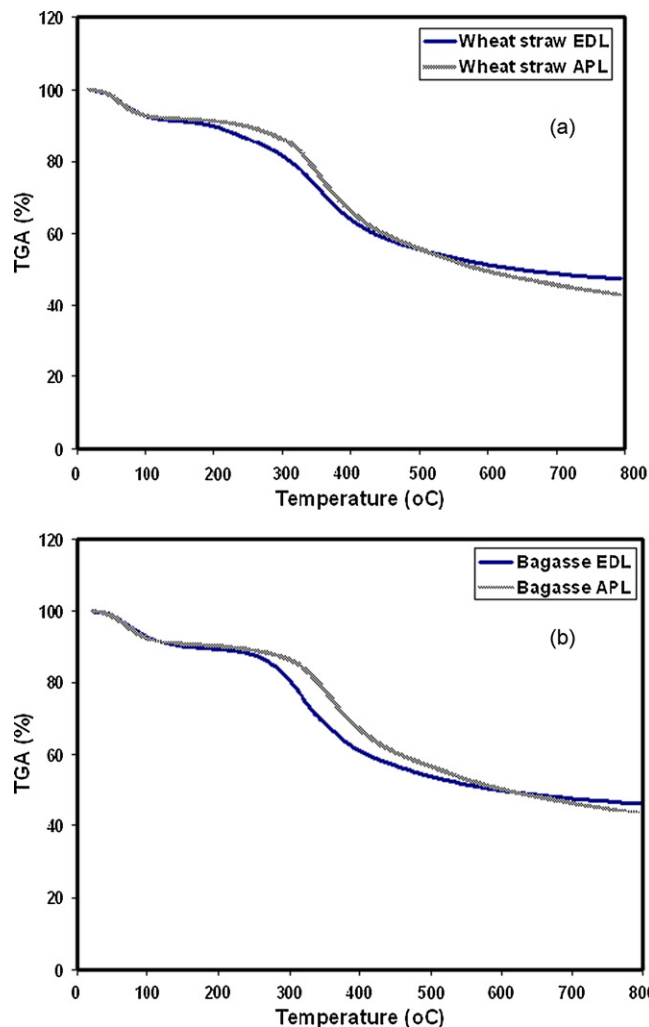 120
Wheat straw EDL
Wheat straw APL
100
(a)
80
TGA (%)
60
40
20
0
0 100 200 300 400 500 600 700 800
Temperature (oC)
120
Bagasse EDL
Bagasse APL
100
(b)
80
TGA (%)
60
40
20
0
0 100 200 300 400 500 600 700 800
Temperature (oC)